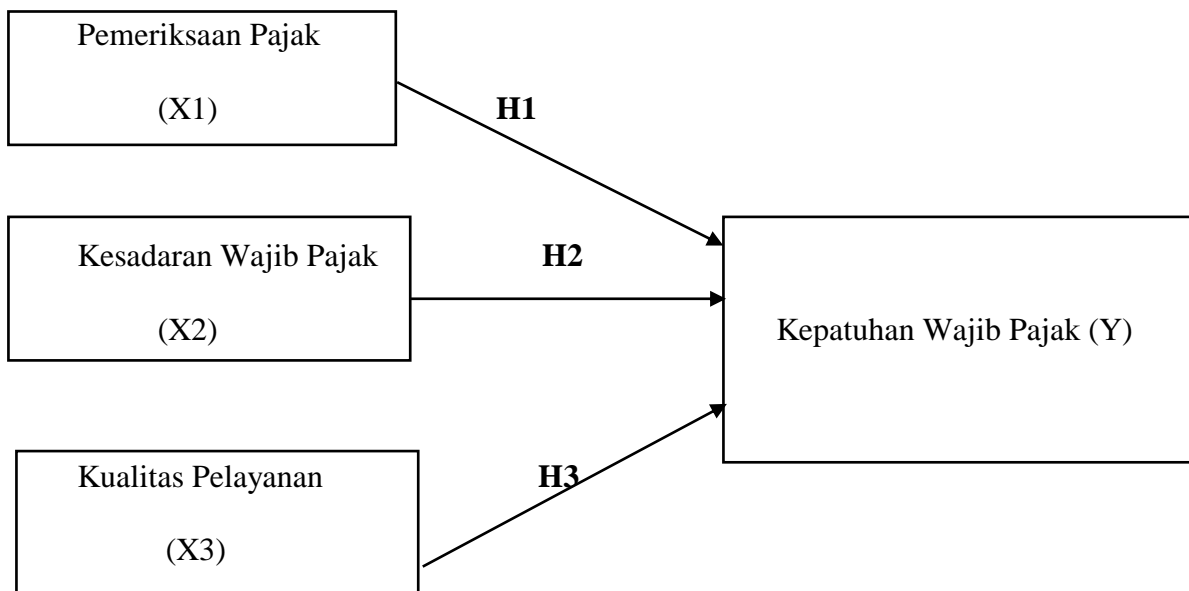 Pemeriksaan Pajak
(X1)
H1
Kesadaran Wajib Pajak
(X2)
H2
Kepatuhan Wajib Pajak (Y)
Kualitas Pelayanan
(X3)
H3